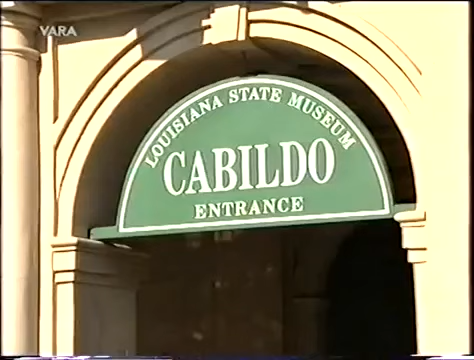 VARA
LOUISIANA STATE MUSEUM
CABILDO
ENTRANCE